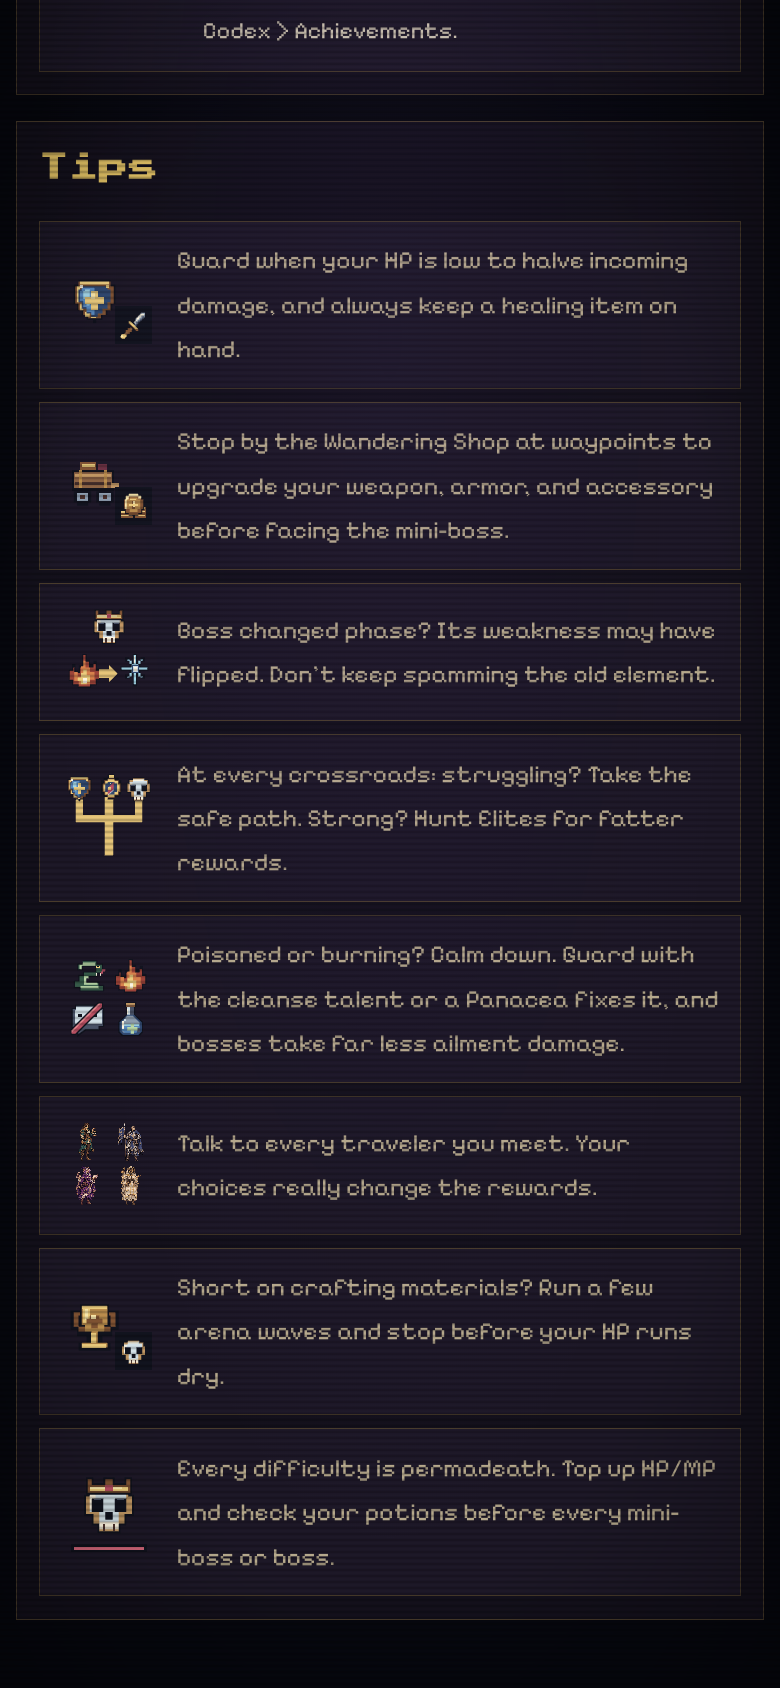 Codex > Achievements.
Tips
Guard when your HP is low to halve incoming
damage, and always keep a healing item on
hand.
Stop by the Wandering Shop at waypoints to
upgrade your weapon, armor, and accessory
before facing the mini-boss.
Boss changed phase? Its weakness may have
flipped. Don't keep spamming the old element.
At every crossroads: struggling? Take the
safe path. Strong? Hunt Elites for fatter
rewards.
Poisoned or burning? Calm down. Guard with
the cleanse talent or a Panacea fixes it, and
bosses take far less ailment damage.
Talk to every traveler you meet. Your
choices really change the rewards.
Short on crafting materials? Run a few
arena waves and stop before your HP runs
dry.
Every difficulty is permadeath. Top up HP/MP
and check your potions before every mini-
boss or boss.